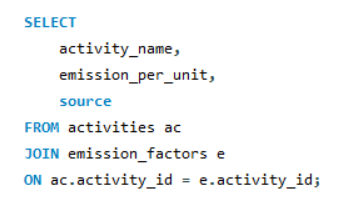 SELECT
activity_name,
emission_per_unit,
source
FROM activities ac
JOIN emission_factors e
ON ac.activity_id = e.activity_id;